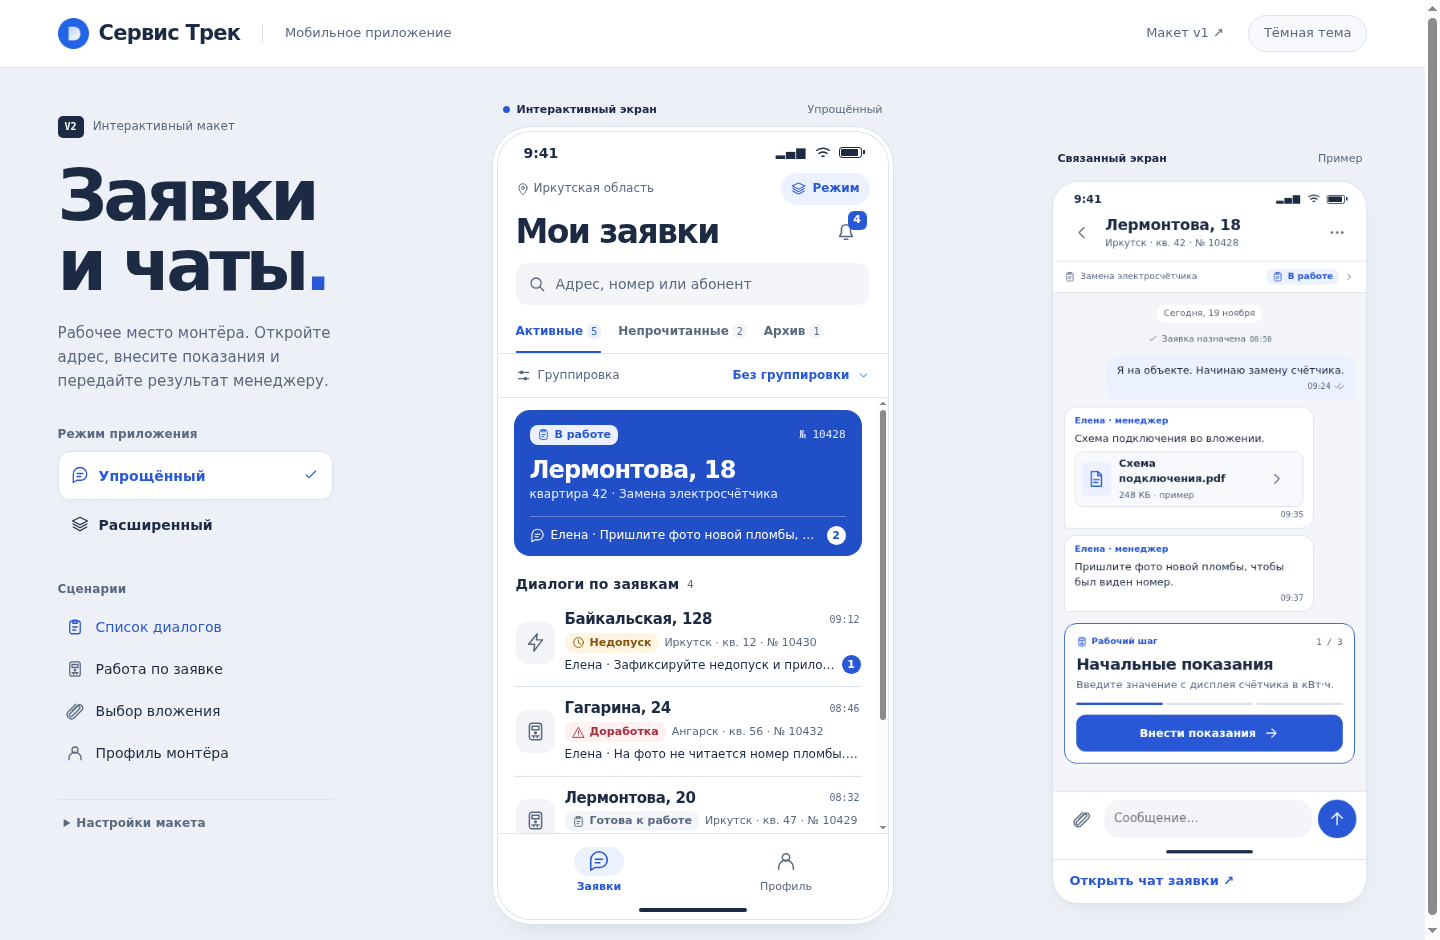 Сервис Трек
Мобильное приложение
Макет v1 ↗
Тёмная тема
V2
Интерактивный макет
Заявки
и чаты.
Рабочее место монтёра. Откройте
адрес, внесите показания и
передайте результат менеджеру.
Режим приложения
Упрощённый
Расширенный
Сценарии
Список диалогов
Работа по заявке
Выбор вложения
Профиль монтёра
Настройки макета
Интерактивный экран
Упрощённый
9:41
Иркутская область
Режим
Мои заявки
4
Адрес, номер или абонент
Активные 5
Непрочитанные 2
Архив 1
Группировка
Без группировки
В работе
№ 10428
Лермонтова, 18
квартира 42 · Замена электросчётчика
Елена · Пришлите фото новой пломбы, …
2
Диалоги по заявкам 4
Байкальская, 128
09:12
Недопуск
Иркутск · кв. 12 · № 10430
Елена · Зафиксируйте недопуск и прило…
1
Гагарина, 24
08:46
Доработка
Ангарск · кв. 56 · № 10432
Елена · На фото не читается номер пломбы.…
Лермонтова, 20
08:32
Готова к работе
Иркутск · кв. 47 · № 10429
Заявки
Профиль
Связанный экран
Пример
9:41
Лермонтова, 18
Иркутск · кв. 42 · № 10428
Замена электросчётчика
В работе
Сегодня, 19 ноября
Заявка назначена 08:50
Я на объекте. Начинаю замену счётчика.
09:24
Елена · менеджер
Схема подключения во вложении.
Схема
подключения.pdf
248 КБ · пример
09:35
Елена · менеджер
Пришлите фото новой пломбы, чтобы
был виден номер.
09:37
Рабочий шаг
1 / 3
Начальные показания
Введите значение с дисплея счётчика в кВт·ч.
Внести показания →
Сообщение…
Открыть чат заявки ↗